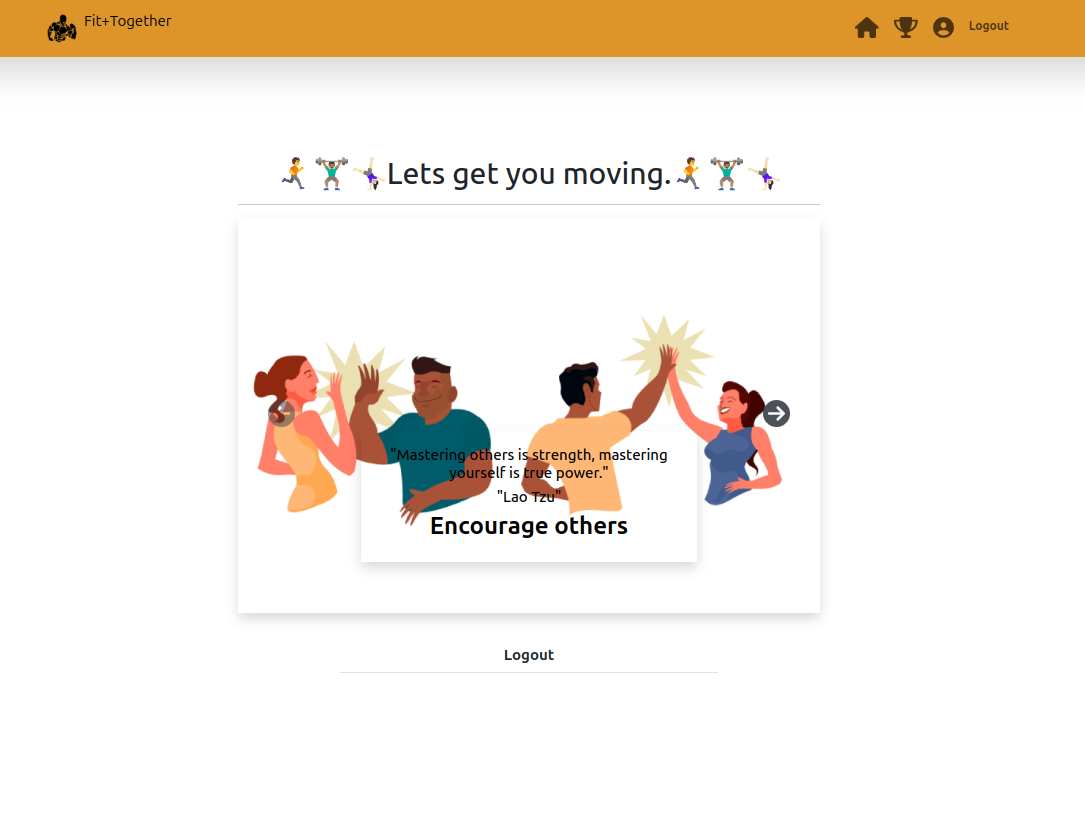 Fit+Together
Logout
Lets get you moving.
"Mastering others is strength, mastering
yourself is true power."
"Lao Tzu"
Encourage others
Logout